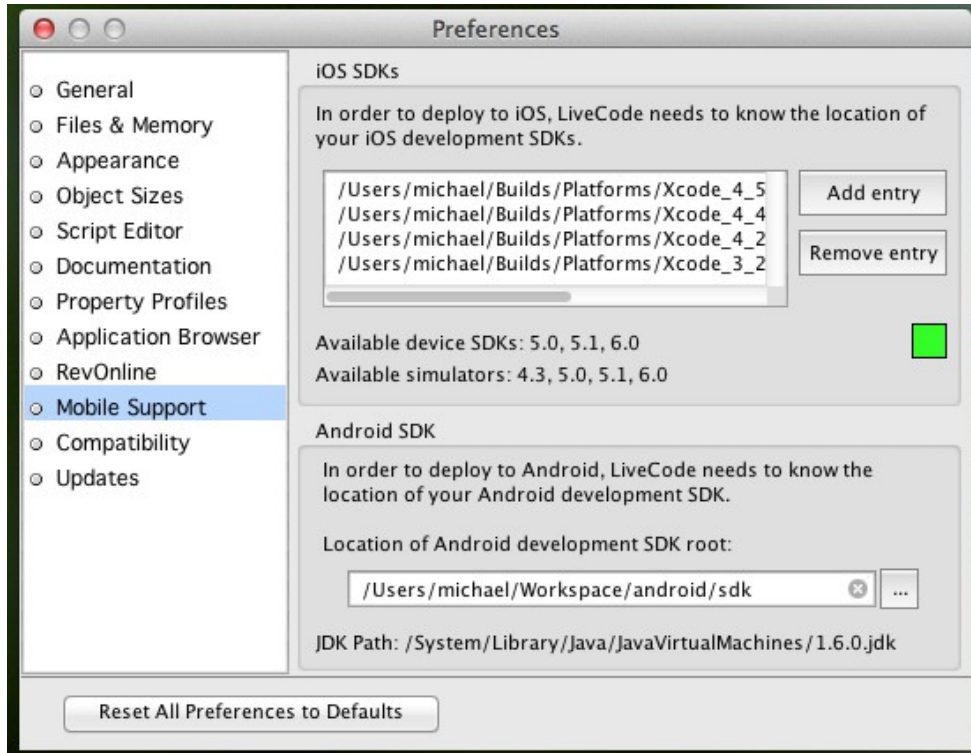 Preferences
General
Files & Memory
Appearance
Object Sizes
Script Editor
Documentation
Property Profiles
Application Browser
RevOnline
Mobile Support
Compatibility
Updates
iOS SDKs
In order to deploy to iOS, LiveCode needs to know the location of
your iOS development SDKs.
/Users/michael/Builds/Platforms/Xcode_4_5
/Users/michael/Builds/Platforms/Xcode_4_4
/Users/michael/Builds/Platforms/Xcode_4_2
/Users/michael/Builds/Platforms/Xcode_3_2
Add entry
Remove entry
Available device SDKs: 5.0, 5.1, 6.0
Available simulators: 4.3, 5.0, 5.1, 6.0
Android SDK
In order to deploy to Android, LiveCode needs to know the
location of your Android development SDK.
Location of Android development SDK root:
/Users/michael/Workspace/android/sdk
...
JDK Path: /System/Library/Java/JavaVirtualMachines/1.6.0.jdk
Reset All Preferences to Defaults